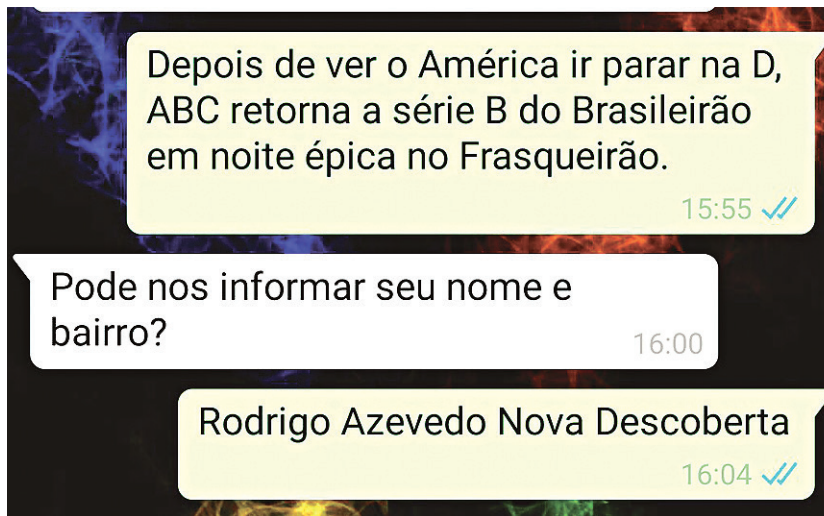 Depois de ver o América ir parar na D,
ABC retorna a série B do Brasileirão
em noite épica no Frasqueirão.
15:55
Pode nos informar seu nome e
bairro?
16:00
Rodrigo Azevedo Nova Descoberta
16:04